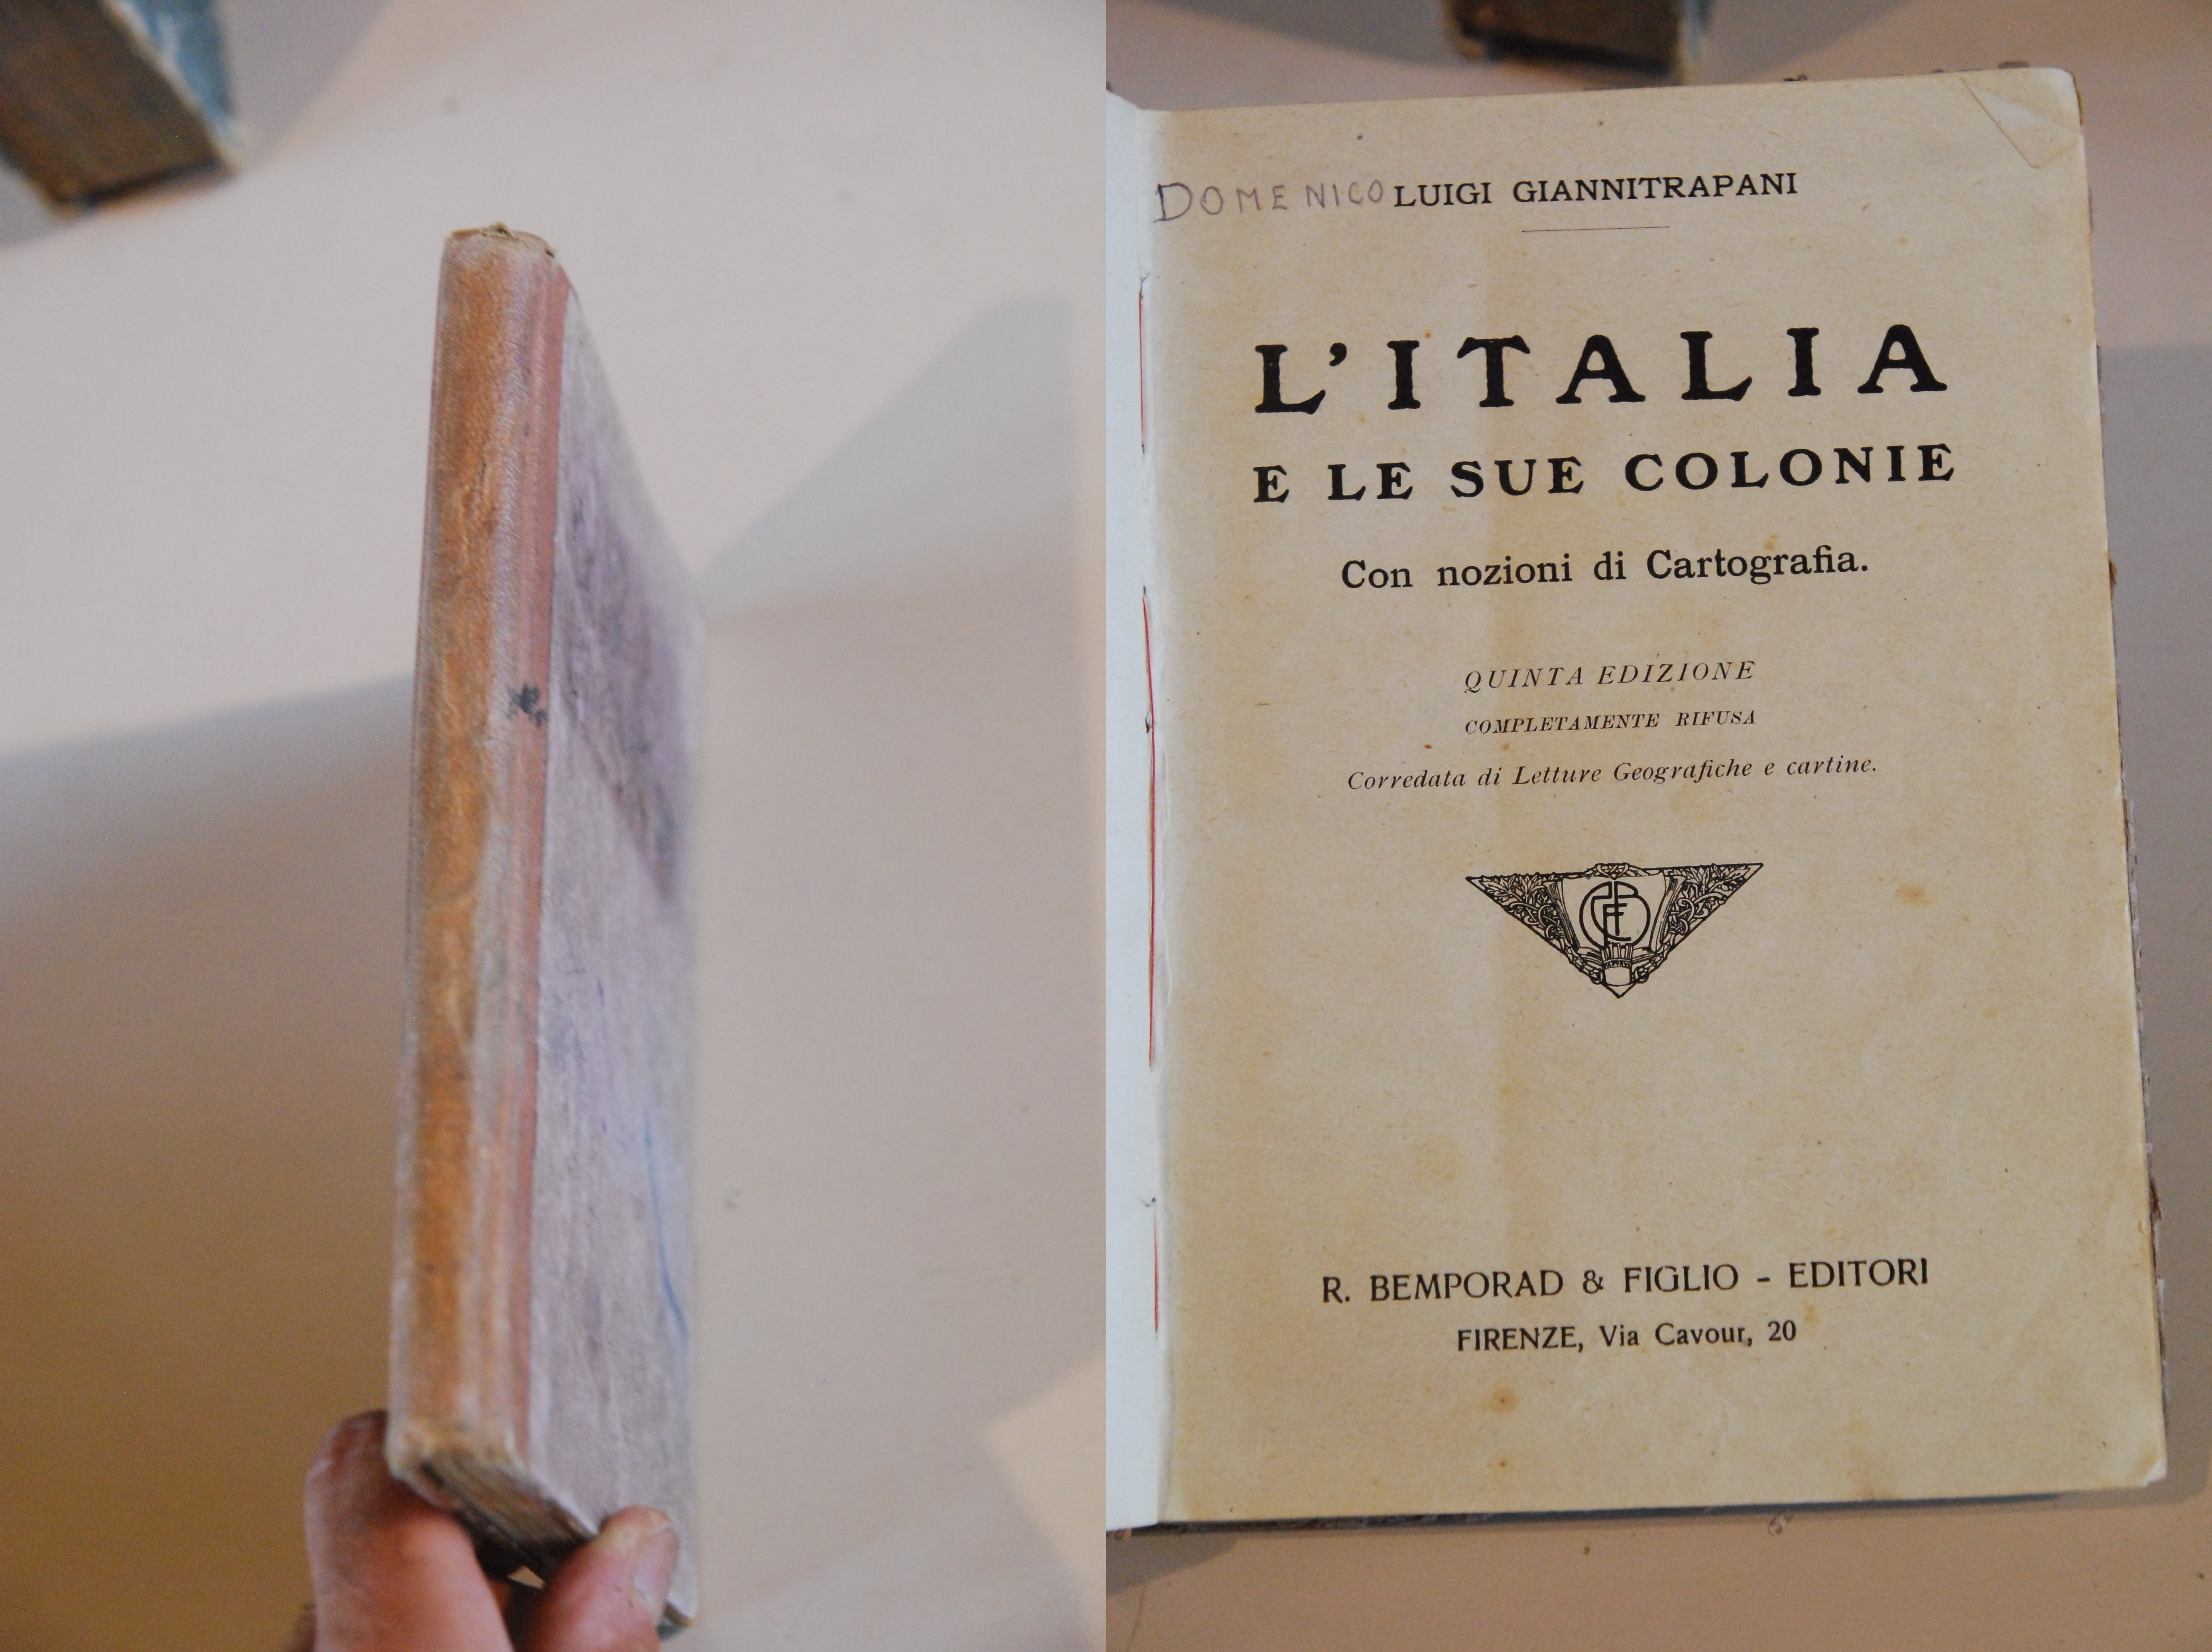 DOMENICO LUIGI GIANNITRAPANI
L'ITALIA
E LE SUE COLONIE
Con nozioni di Cartografia.
QUINTA EDIZIONE
COMPLETAMENTE RIFUSA
Corredata di Letture Geografiche e cartine.
R. BEMPORAD & FIGLIO - EDITORI
FIRENZE, Via Cavour, 20